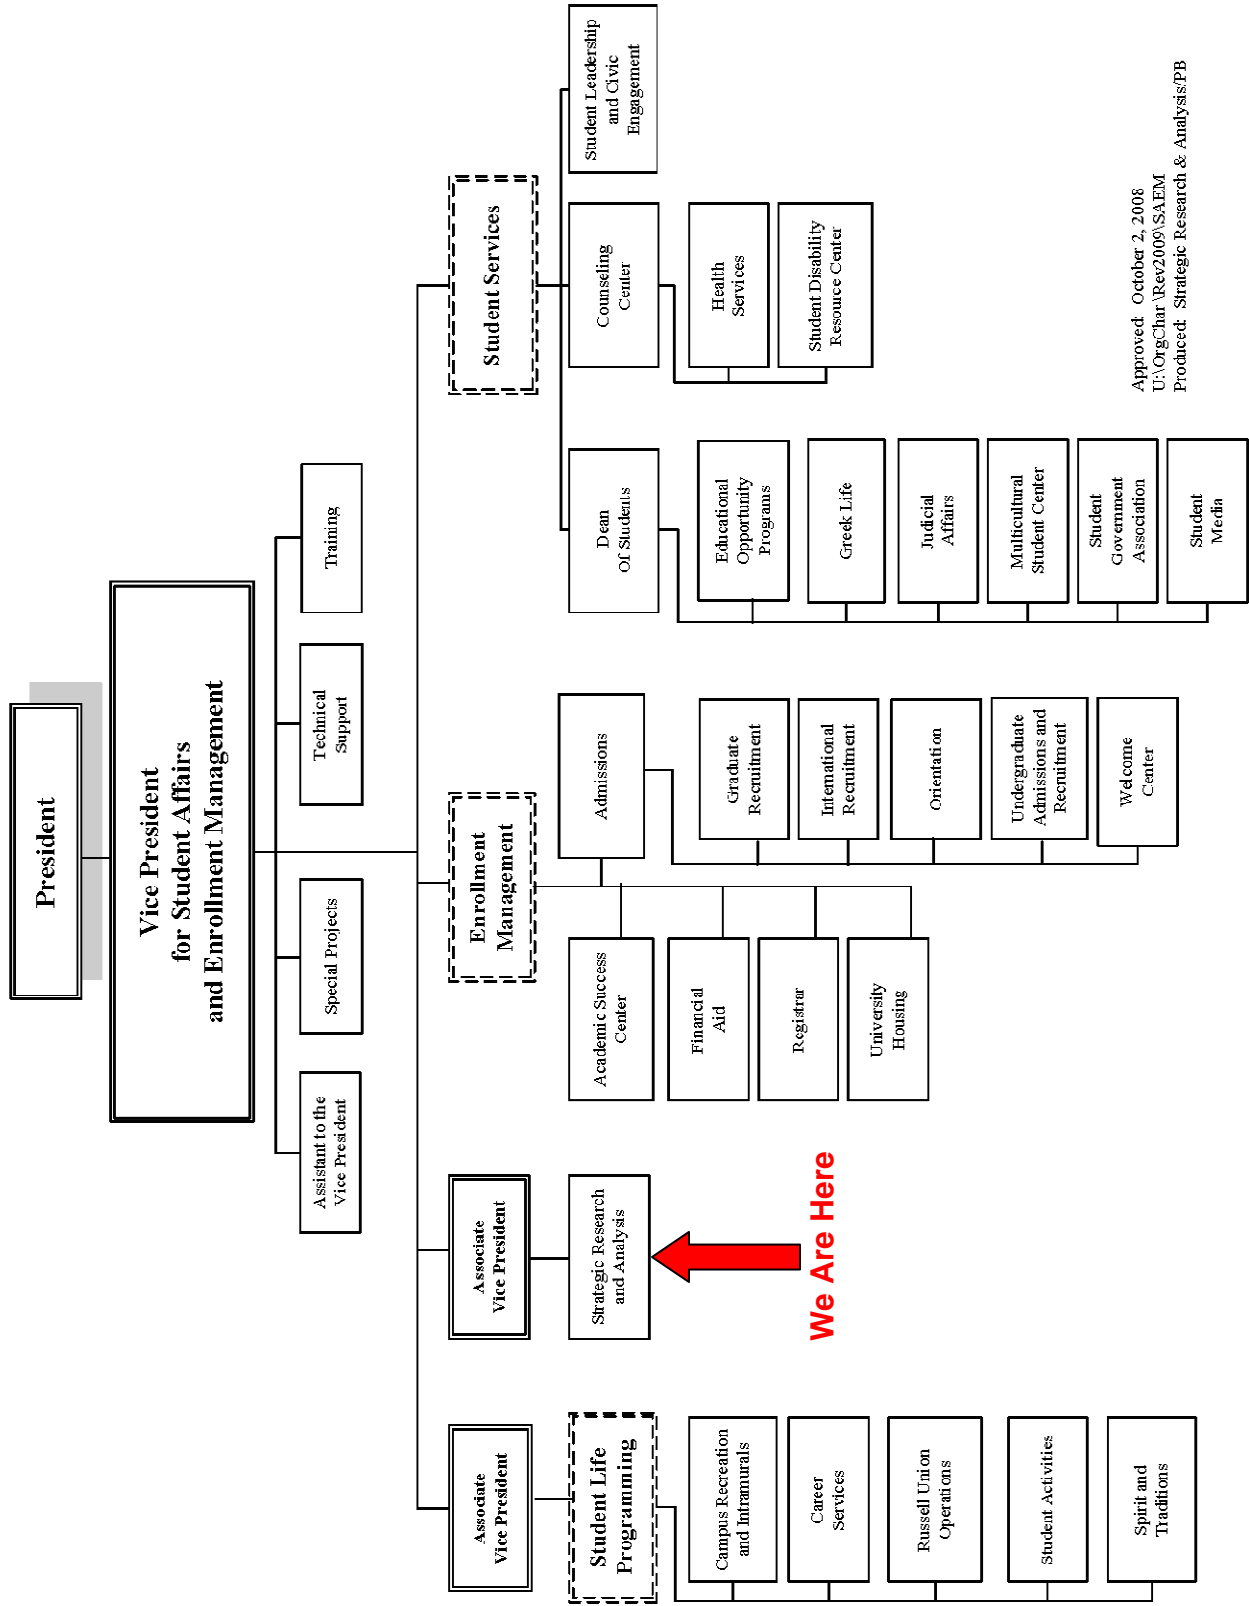 President
Vice President
for Student Affairs
and Enrollment Management
Assistant to the
Vice President
Special Projects
Technical
Support
Training
Associate
Vice President
Student Life
Programming
Campus Recreation
and Intramurals
Career
Services
Russell Union
Operations
Student Activities
Spirit and
Traditions
Associate
Vice President
Strategic Research
and Analysis
We Are Here
Enrollment
Management
Academic Success
Center
Financial
Aid
Registrar
University
Housing
Admissions
Graduate
Recruitment
International
Recruitment
Orientation
Undergraduate
Admissions and
Recruitment
Welcome
Center
Student Services
Dean
Of Students
Educational
Opportunity
Programs
Greek Life
Judicial
Affairs
Multicultural
Student Center
Student
Government
Association
Student
Media
Counseling
Center
Health
Services
Student Disability
Resource Center
Student Leadership
and Civic
Engagement
Approved: October 2, 2008
U:\OrgChar\Rev2009\SAEM
Produced: Strategic Research & Analysis/PB